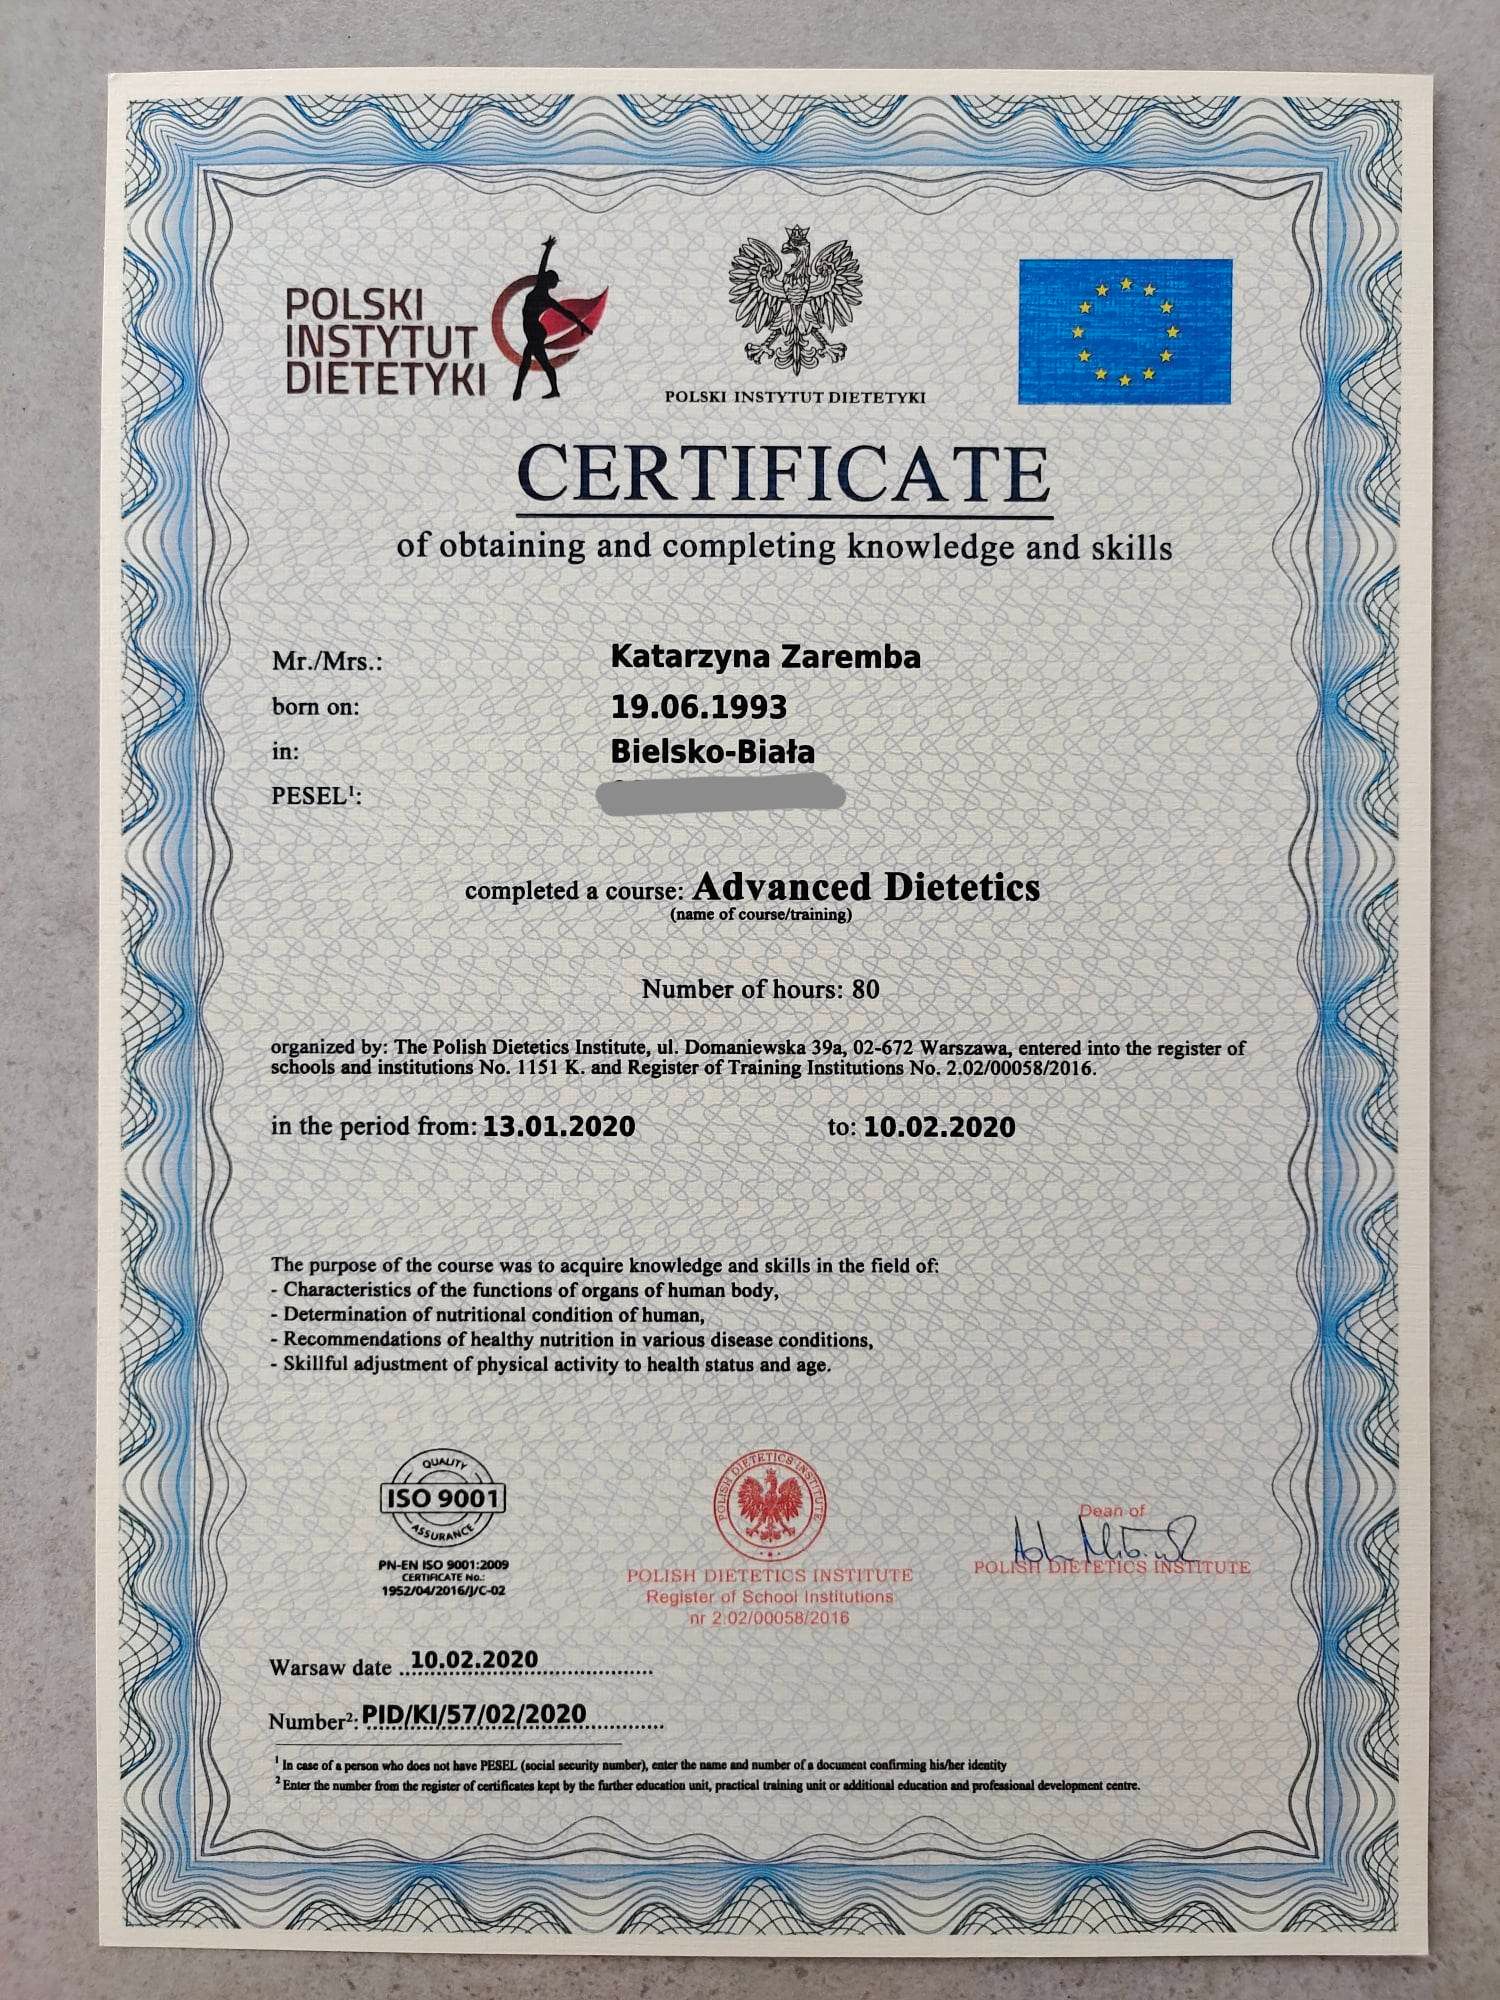 POLSKI
INSTYTUT
DIETETYKI
POLSKI INSTYTUT DIETETYKI
CERTIFICATE
of obtaining and completing knowledge and skills
Mr./Mrs.: Katarzyna Zaremba
born on: 19.06.1993
in: Bielsko-Biała
PESEL¹:
completed a course: Advanced Dietetics
(name of course/training)
Number of hours: 80
organized by: The Polish Dietetics Institute, ul. Domaniewska 39a, 02-672 Warszawa, entered into the register of
schools and institutions No. 1151 K. and Register of Training Institutions No. 2.02/00058/2016.
in the period from: 13.01.2020 to: 10.02.2020
The purpose of the course was to acquire knowledge and skills in the field of:
- Characteristics of the functions of organs of human body,
- Determination of nutritional condition of human,
- Recommendations of healthy nutrition in various disease conditions,
- Skillful adjustment of physical activity to health status and age.
QUALITY
ISO 9001
ASSURANCE
PN-EN ISO 9001:2009
CERTIFICATE No.:
1952/04/2016/J/C-02
POLISH DIETETICS INSTITUTE
POLISH DIETETICS INSTITUTE
Register of School Institutions
nr 2.02/00058/2016
Dean of
POLISH DIETETICS INSTITUTE
Warsaw date ..10.02.2020
Number²: PID/KI/57/02/2020
¹ In case of a person who does not have PESEL (social security number), enter the name and number of a document confirming his/her identity
² Enter the number from the register of certificates kept by the further education unit, practical training unit or additional education and professional development centre.